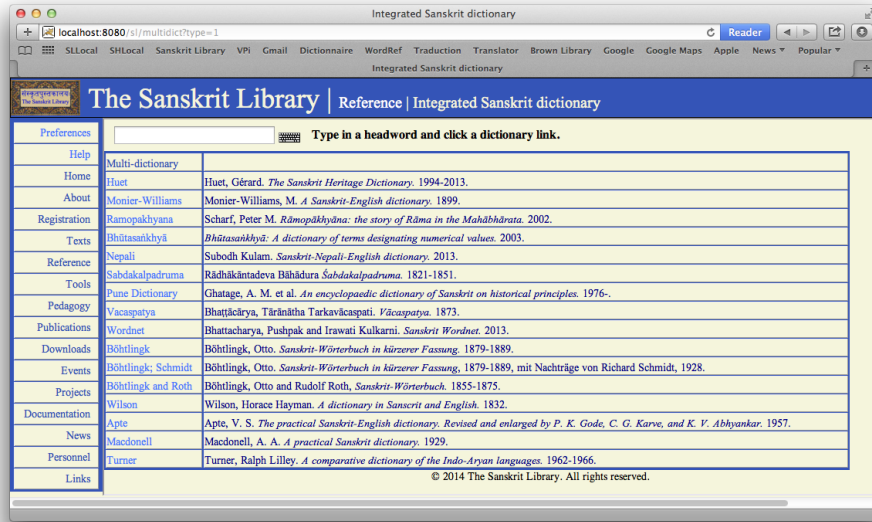 Integrated Sanskrit dictionary
localhost:8080/sl/multidict?type=1
Reader
SLLocal SHLocal Sanskrit Library VPi Gmail Dictionnaire WordRef Traduction Translator Brown Library Google Google Maps Apple News Popular
Integrated Sanskrit dictionary
संस्कृतपुस्तकालयः
The Sanskrit Library
The Sanskrit Library | Reference | Integrated Sanskrit dictionary
Preferences
Help
Home
About
Registration
Texts
Reference
Tools
Pedagogy
Publications
Downloads
Events
Projects
Documentation
News
Personnel
Links
Type in a headword and click a dictionary link.
Multi-dictionary
Huet Huet, Gérard. The Sanskrit Heritage Dictionary. 1994-2013.
Monier-Williams Monier-Williams, M. A Sanskrit-English dictionary. 1899.
Ramopakhyana Scharf, Peter M. Rāmopākhyāna: the story of Rāma in the Mahābhārata. 2002.
Bhūtasaṅkhyā Bhūtasaṅkhyā: A dictionary of terms designating numerical values. 2003.
Nepali Subodh Kulam. Sanskrit-Nepali-English dictionary. 2013.
Sabdakalpadruma Rādhākāntadeva Bāhādura Śabdakalpadruma. 1821-1851.
Pune Dictionary Ghatage, A. M. et al. An encyclopaedic dictionary of Sanskrit on historical principles. 1976-.
Vacaspatya Bhaṭṭācārya, Tārānātha Tarkavācaspati. Vācaspatya. 1873.
Wordnet Bhattacharya, Pushpak and Irawati Kulkarni. Sanskrit Wordnet. 2013.
Böhtlingk Böhtlingk, Otto. Sanskrit-Wörterbuch in kürzerer Fassung. 1879-1889.
Böhtlingk; Schmidt Böhtlingk, Otto. Sanskrit-Wörterbuch in kürzerer Fassung, 1879-1889, mit Nachträge von Richard Schmidt, 1928.
Böhtlingk and Roth Böhtlingk, Otto and Rudolf Roth, Sanskrit-Wörterbuch. 1855-1875.
Wilson Wilson, Horace Hayman. A dictionary in Sanscrit and English. 1832.
Apte Apte, V. S. The practical Sanskrit-English dictionary. Revised and enlarged by P. K. Gode, C. G. Karve, and K. V. Abhyankar. 1957.
Macdonell Macdonell, A. A. A practical Sanskrit dictionary. 1929.
Turner Turner, Ralph Lilley. A comparative dictionary of the Indo-Aryan languages. 1962-1966.
© 2014 The Sanskrit Library. All rights reserved.